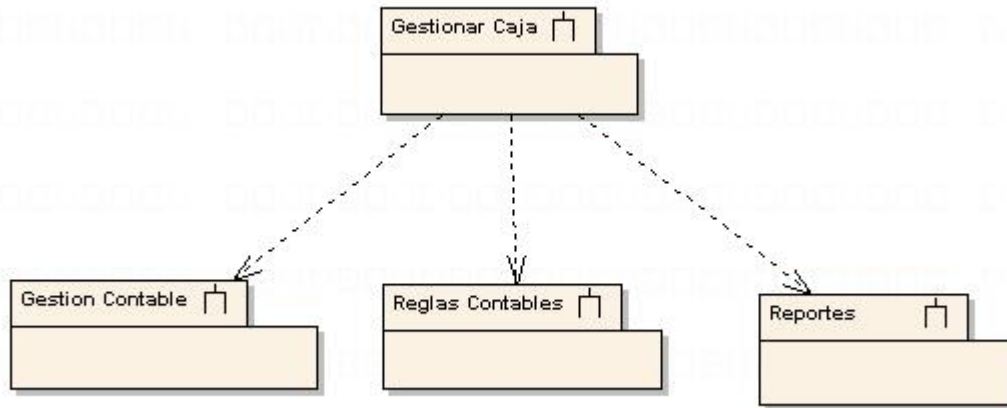 Gestionar Caja
Gestion Contable
Reglas Contables
Reportes